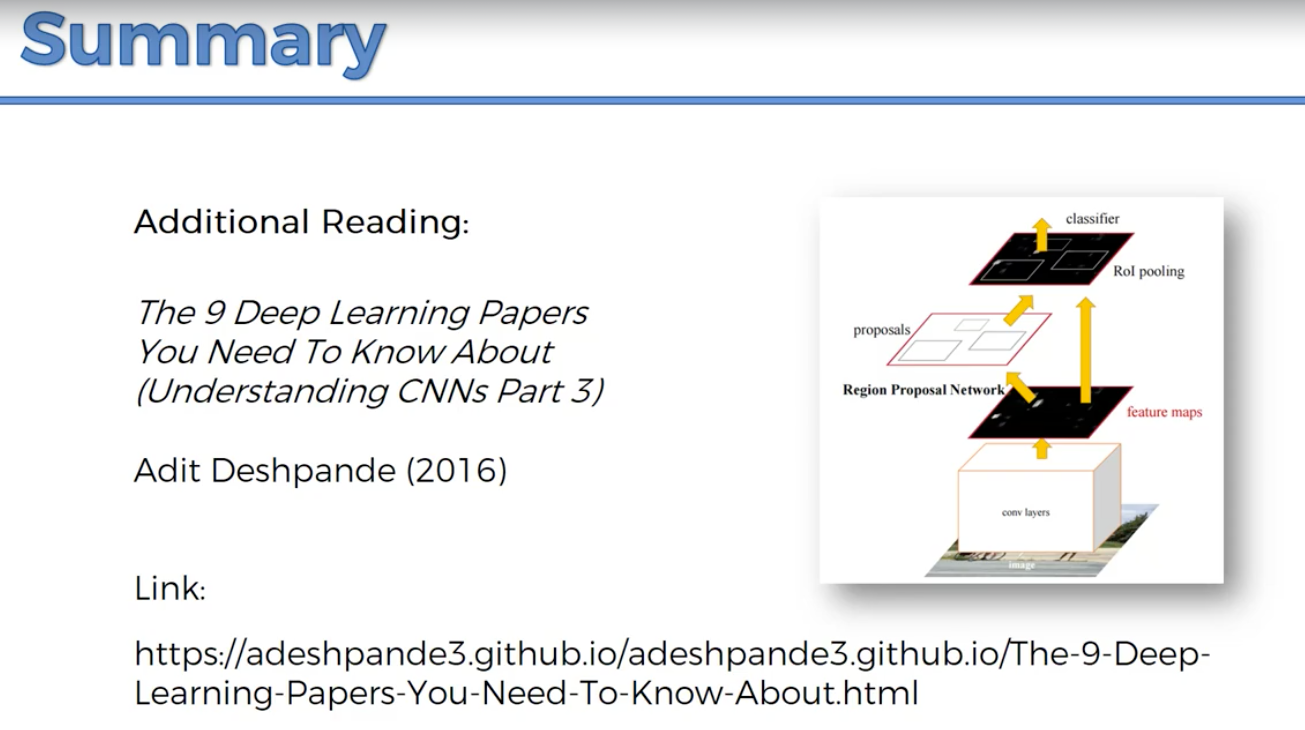 Summary
Additional Reading:
The 9 Deep Learning Papers
You Need To Know About
(Understanding CNNs Part 3)
Adit Deshpande (2016)
Link:
https://adeshpande3.github.io/adeshpande3.github.io/The-9-Deep-
Learning-Papers-You-Need-To-Know-About.html
classifier
RoI pooling
proposals
Region Proposal Network
feature maps
conv layers
image